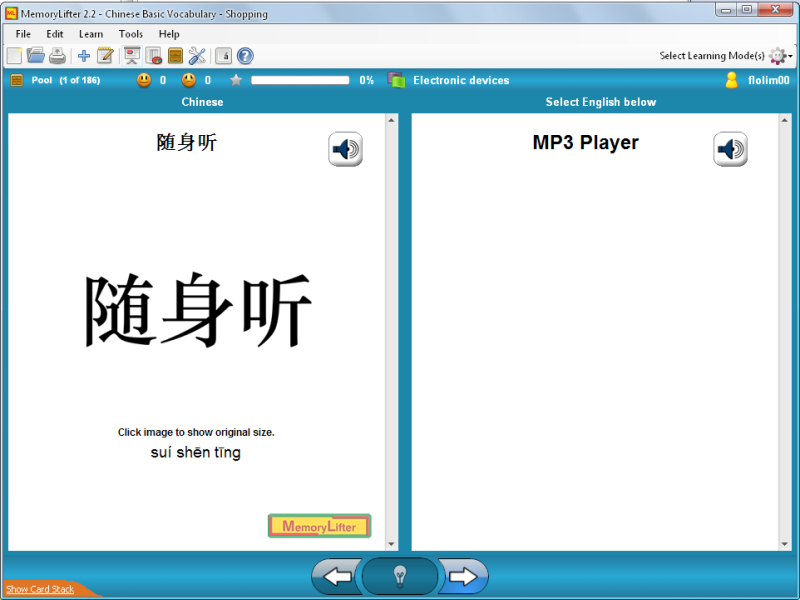 MemoryLifter 2.2 - Chinese Basic Vocabulary - Shopping
File Edit Learn Tools Help
Select Learning Mode(s)
Pool (1 of 186) 0 0 0% Electronic devices flolim00
Chinese
Select English below
随身听
MP3 Player
随身听
Click image to show original size.
suí shēn tīng
MemoryLifter
Show Card Stack